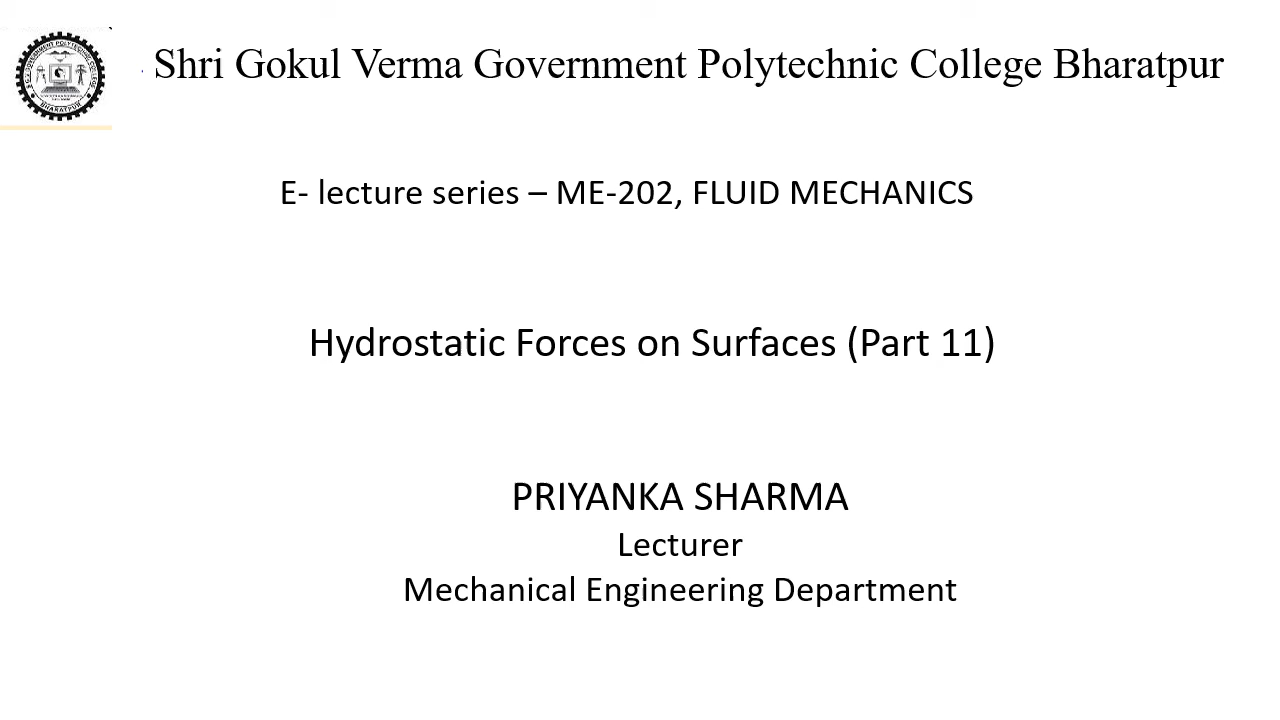 Shri Gokul Verma Government Polytechnic College Bharatpur
E- lecture series – ME-202, FLUID MECHANICS
Hydrostatic Forces on Surfaces (Part 11)
PRIYANKA SHARMA
Lecturer
Mechanical Engineering Department
BHARATPUR